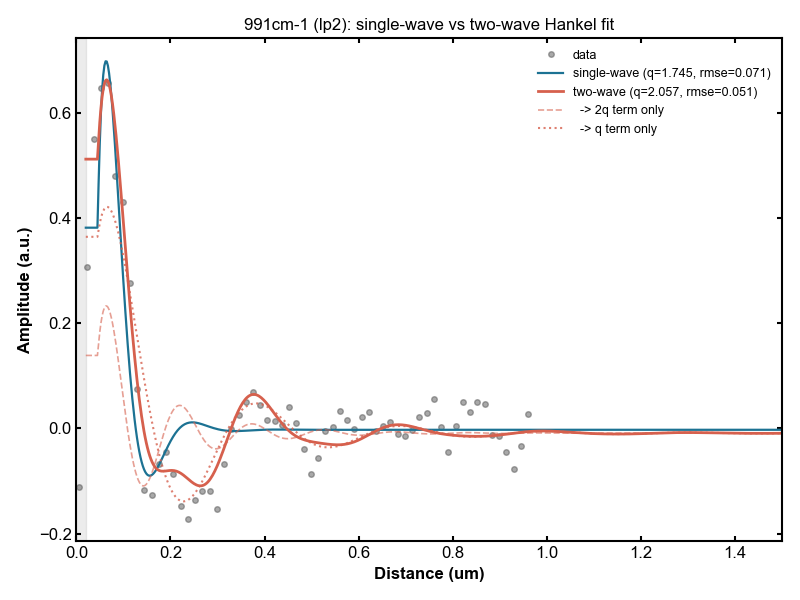 991cm-1 (lp2): single-wave vs two-wave Hankel fit
data
single-wave (q=1.745, rmse=0.071)
two-wave (q=2.057, rmse=0.051)
-> 2q term only
-> q term only
Amplitude (a.u.)
0.6
0.4
0.2
0.0
−0.2
0.0 0.2 0.4 0.6 0.8 1.0 1.2 1.4
Distance (um)